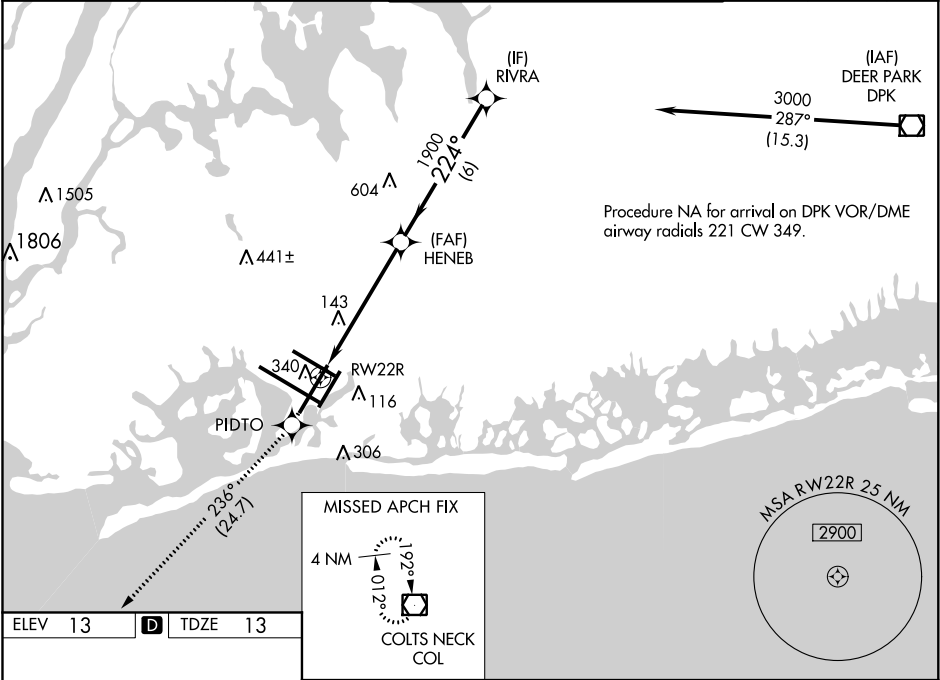 (IF)
RIVRA
(IAF)
DEER PARK
DPK
3000
287°
(15.3)
1900
224°
(6)
604
1505
1806
441±
Procedure NA for arrival on DPK VOR/DME
airway radials 221 CW 349.
(FAF)
HENEB
143
340
RW22R
116
PIDTO
306
236°
(24.7)
MISSED APCH FIX
4 NM
192°
012°
COLTS NECK
COL
MSA RW22R 25 NM
2900
ELEV 13 D TDZE 13